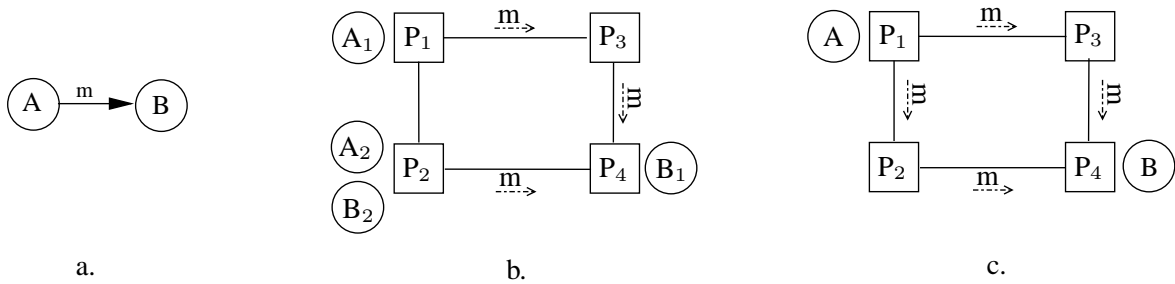 A m B
a.
m
A₁ P₁ P₃
m
A₂ P₂ P₄ B₁
m
B₂
b.
m
A P₁ P₃
m m
P₂ P₄ B
m
c.